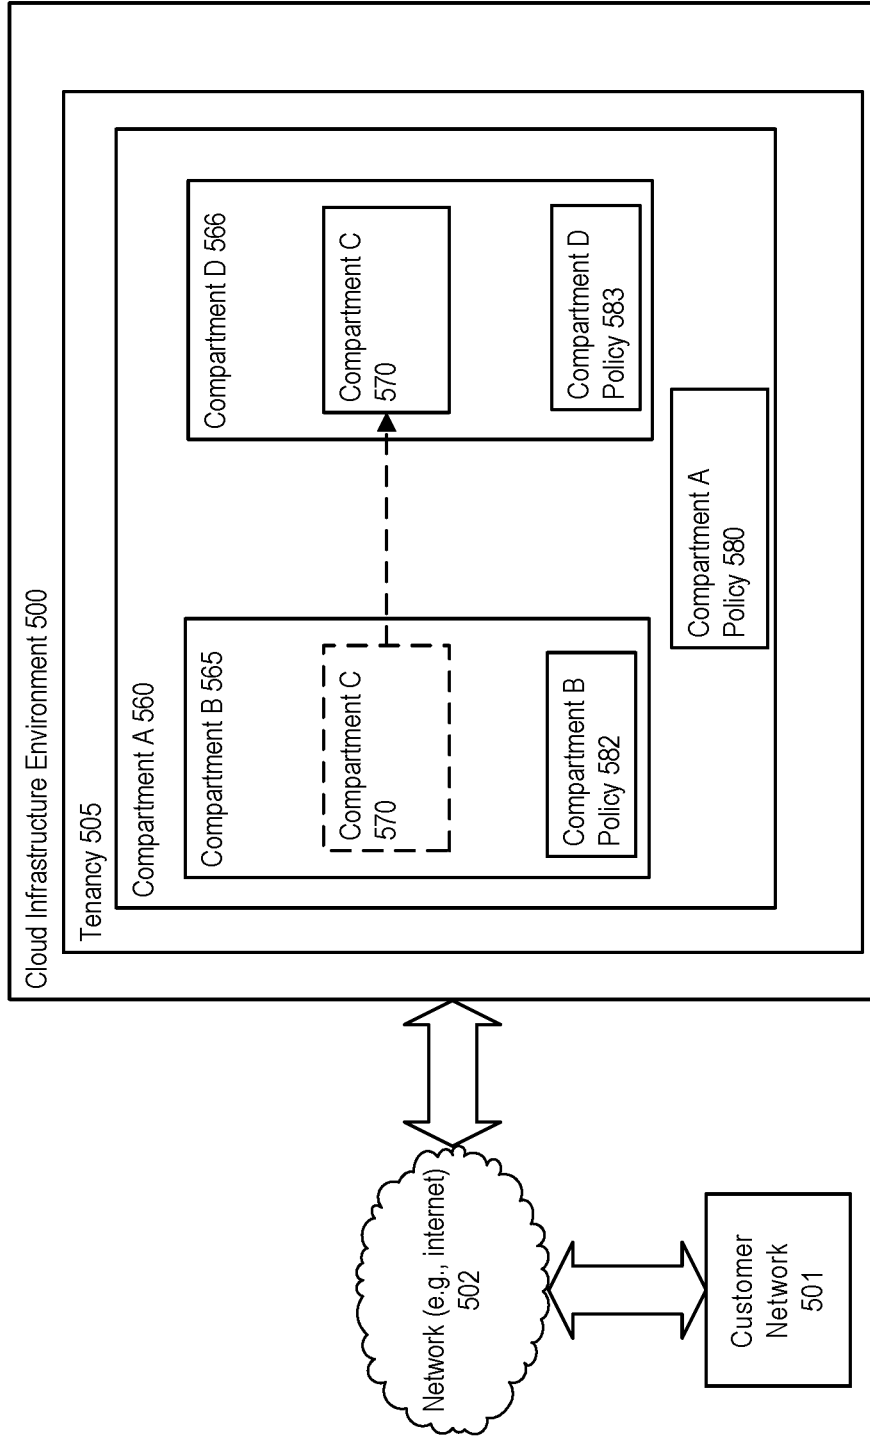 Cloud Infrastructure Environment 500
Tenancy 505
Compartment A 560
Compartment B 565
Compartment C
570
Compartment B
Policy 582
Compartment D 566
Compartment C
570
Compartment D
Policy 583
Compartment A
Policy 580
Network (e.g., internet)
502
Customer
Network
501